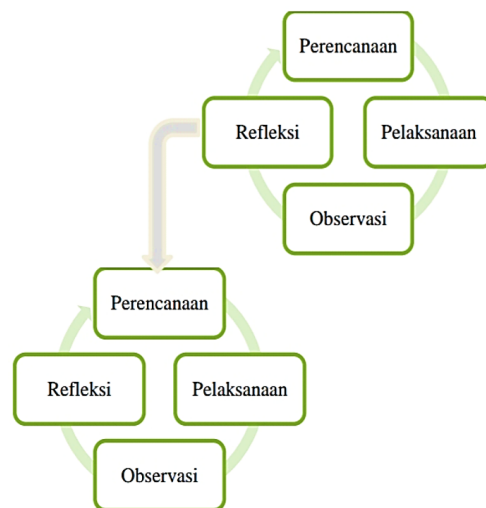 Perencanaan
Refleksi
Pelaksanaan
Observasi
Perencanaan
Refleksi
Pelaksanaan
Observasi